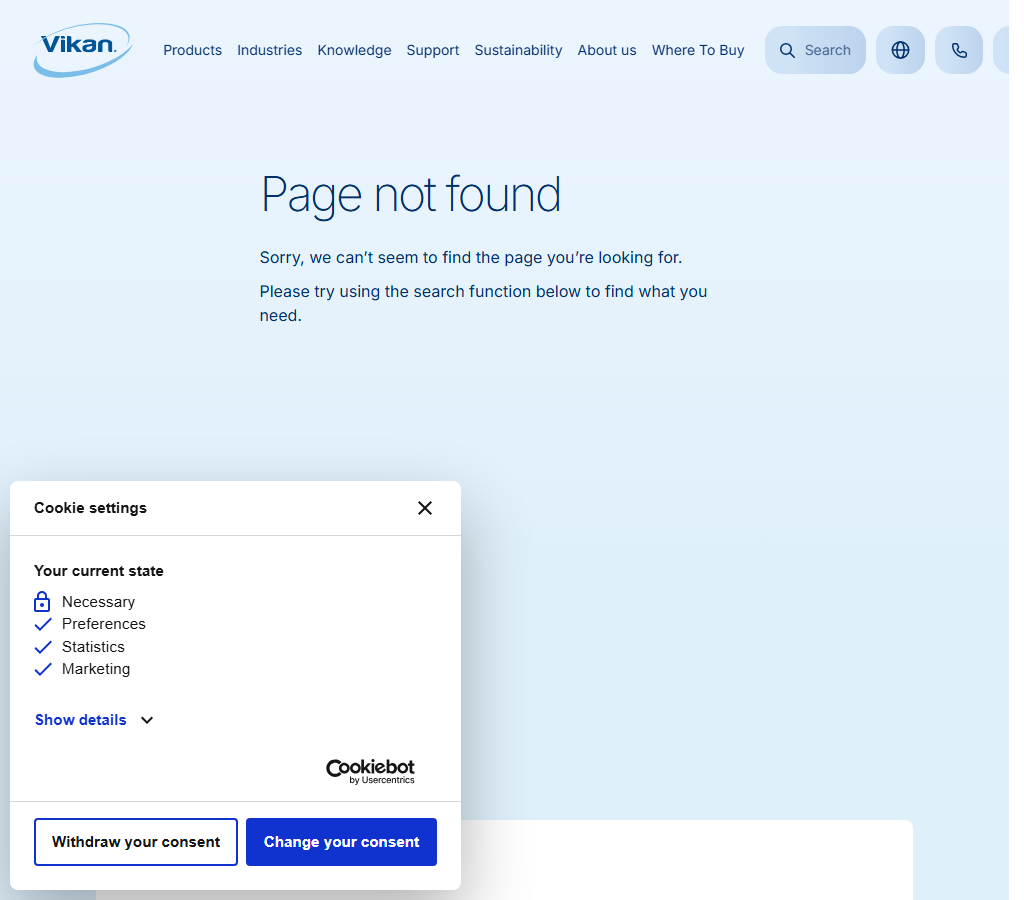 Vikan.
Products Industries Knowledge Support Sustainability About us Where To Buy Search
Page not found
Sorry, we can’t seem to find the page you’re looking for.
Please try using the search function below to find what you
need.
Cookie settings
Your current state
Necessary
Preferences
Statistics
Marketing
Show details
Cookiebot
by Usercentrics
Withdraw your consent Change your consent